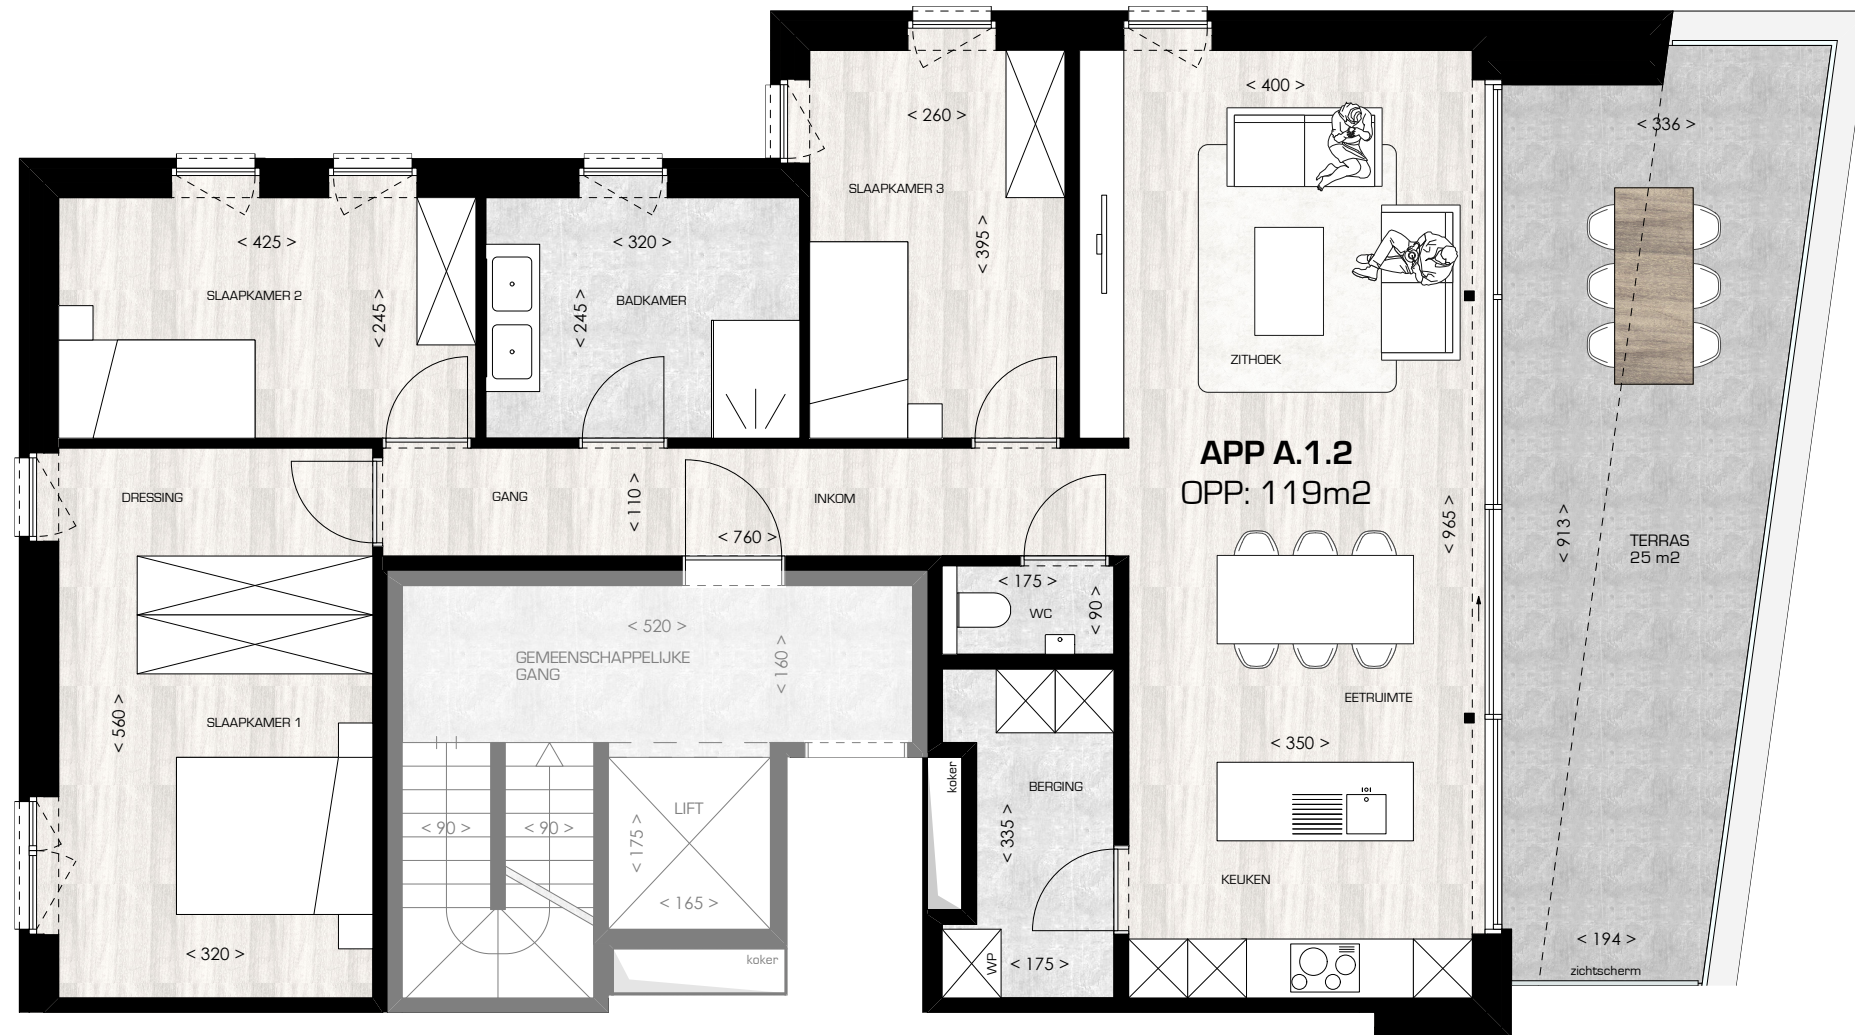 < 400 >
< 260 >
< 336 >
SLAAPKAMER 3
< 395 >
< 425 >
< 320 >
SLAAPKAMER 2
< 245 >
< 245 >
BADKAMER
ZITHOEK
APP A.1.2
OPP: 119m2
DRESSING
GANG
< 110 >
INKOM
< 760 >
< 965 >
< 913 >
TERRAS
25 m2
< 175 >
WC
< 90 >
< 520 >
GEMEENSCHAPPELIJKE
GANG
< 160 >
EETRUIMTE
< 560 >
SLAAPKAMER 1
< 350 >
koker
BERGING
LIFT
< 90 >
< 90 >
< 175 >
< 335 >
KEUKEN
< 165 >
< 320 >
koker
WP
< 175 >
< 194 >
zichtscherm